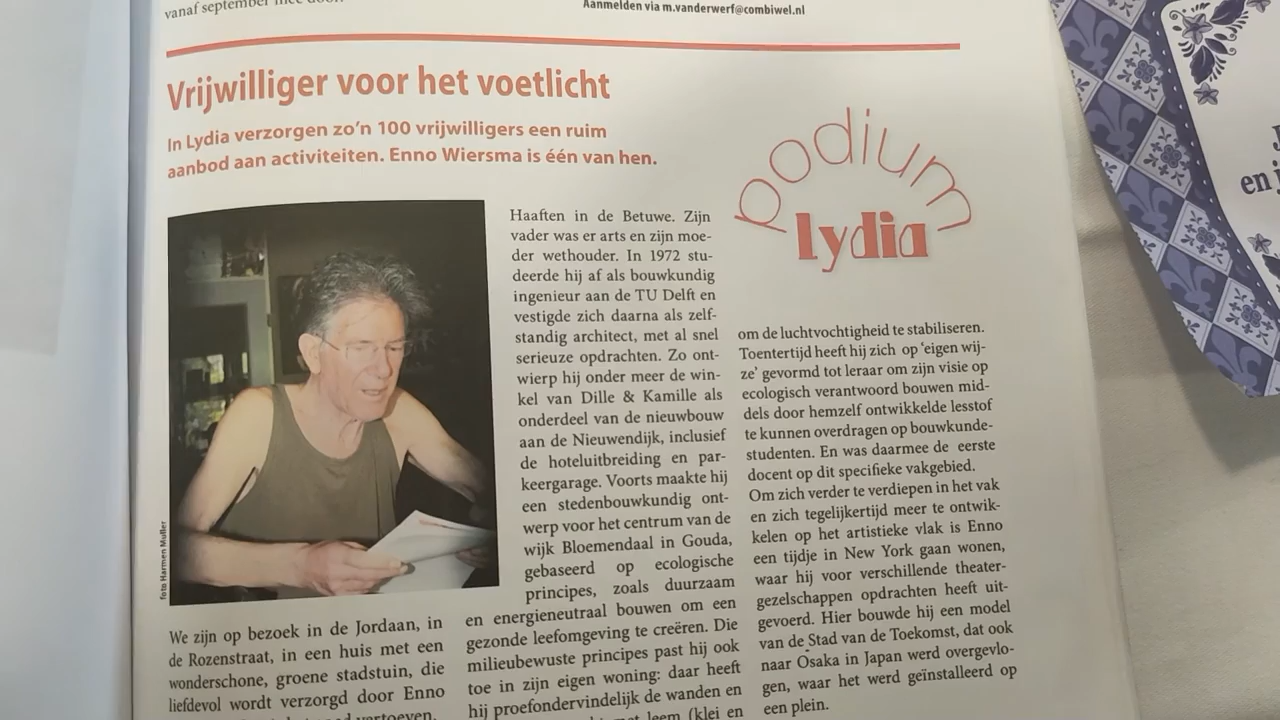 vanaf september mee doen.
Aanmelden via m.vanderwerf@combiwel.nl
Vrijwilliger voor het voetlicht
In Lydia verzorgen zo'n 100 vrijwilligers een ruim
aanbod aan activiteiten. Enno Wiersma is één van hen.
podium
lydia
foto Harmen Muller
We zijn op bezoek in de Jordaan, in
de Rozenstraat, in een huis met een
wonderschone, groene stadstuin, die
liefdevol wordt verzorgd door Enno
vertoeven.
Haaften in de Betuwe. Zijn
vader was er arts en zijn moe-
der wethouder. In 1972 stu-
deerde hij af als bouwkundig
ingenieur aan de TU Delft en
vestigde zich daarna als zelf-
standig architect, met al snel
serieuze opdrachten. Zo ont-
wierp hij onder meer de win-
kel van Dille & Kamille als
onderdeel van de nieuwbouw
aan de Nieuwendijk, inclusief
de hoteluitbreiding en par-
keergarage. Voorts maakte hij
een stedenbouwkundig ont-
werp voor het centrum van de
wijk Bloemendaal in Gouda,
gebaseerd op ecologische
principes, zoals duurzaam
en energieneutraal bouwen om een
gezonde leefomgeving te creëren. Die
milieubewuste principes past hij ook
toe in zijn eigen woning: daar heeft
hij proefondervindelijk de wanden en
met leem (klei en
om de luchtvochtigheid te stabiliseren.
Toentertijd heeft hij zich op 'eigen wij-
ze' gevormd tot leraar om zijn visie op
ecologisch verantwoord bouwen mid-
dels door hemzelf ontwikkelde lesstof
te kunnen overdragen op bouwkunde-
studenten. En was daarmee de eerste
docent op dit specifieke vakgebied.
Om zich verder te verdiepen in het vak
en zich tegelijkertijd meer te ontwik-
kelen op het artistieke vlak is Enno
een tijdje in New York gaan wonen,
waar hij voor verschillende theater-
gezelschappen opdrachten heeft uit-
gevoerd. Hier bouwde hij een model
van de Stad van de Toekomst, dat ook
naar Osaka in Japan werd overgevlo-
gen, waar het werd geïnstalleerd op
een plein.
en